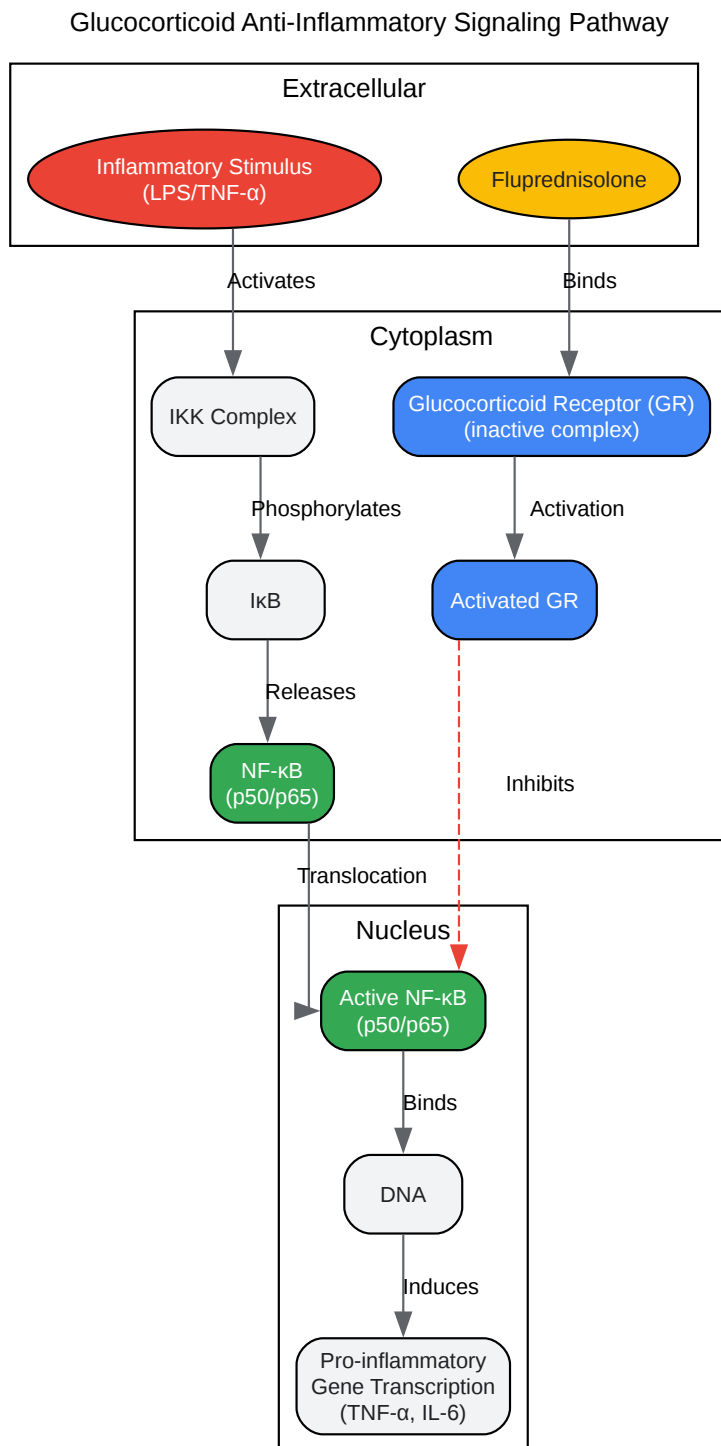 Glucocorticoid Anti-Inflammatory Signaling Pathway
Extracellular
Inflammatory Stimulus
(LPS/TNF-α)
Fluprednisolone
Activates
Binds
Cytoplasm
IKK Complex
Glucocorticoid Receptor (GR)
(inactive complex)
Phosphorylates
Activation
IκB
Activated GR
Releases
NF-κB
(p50/p65)
Inhibits
Translocation
Nucleus
Active NF-κB
(p50/p65)
Binds
DNA
Induces
Pro-inflammatory
Gene Transcription
(TNF-α, IL-6)